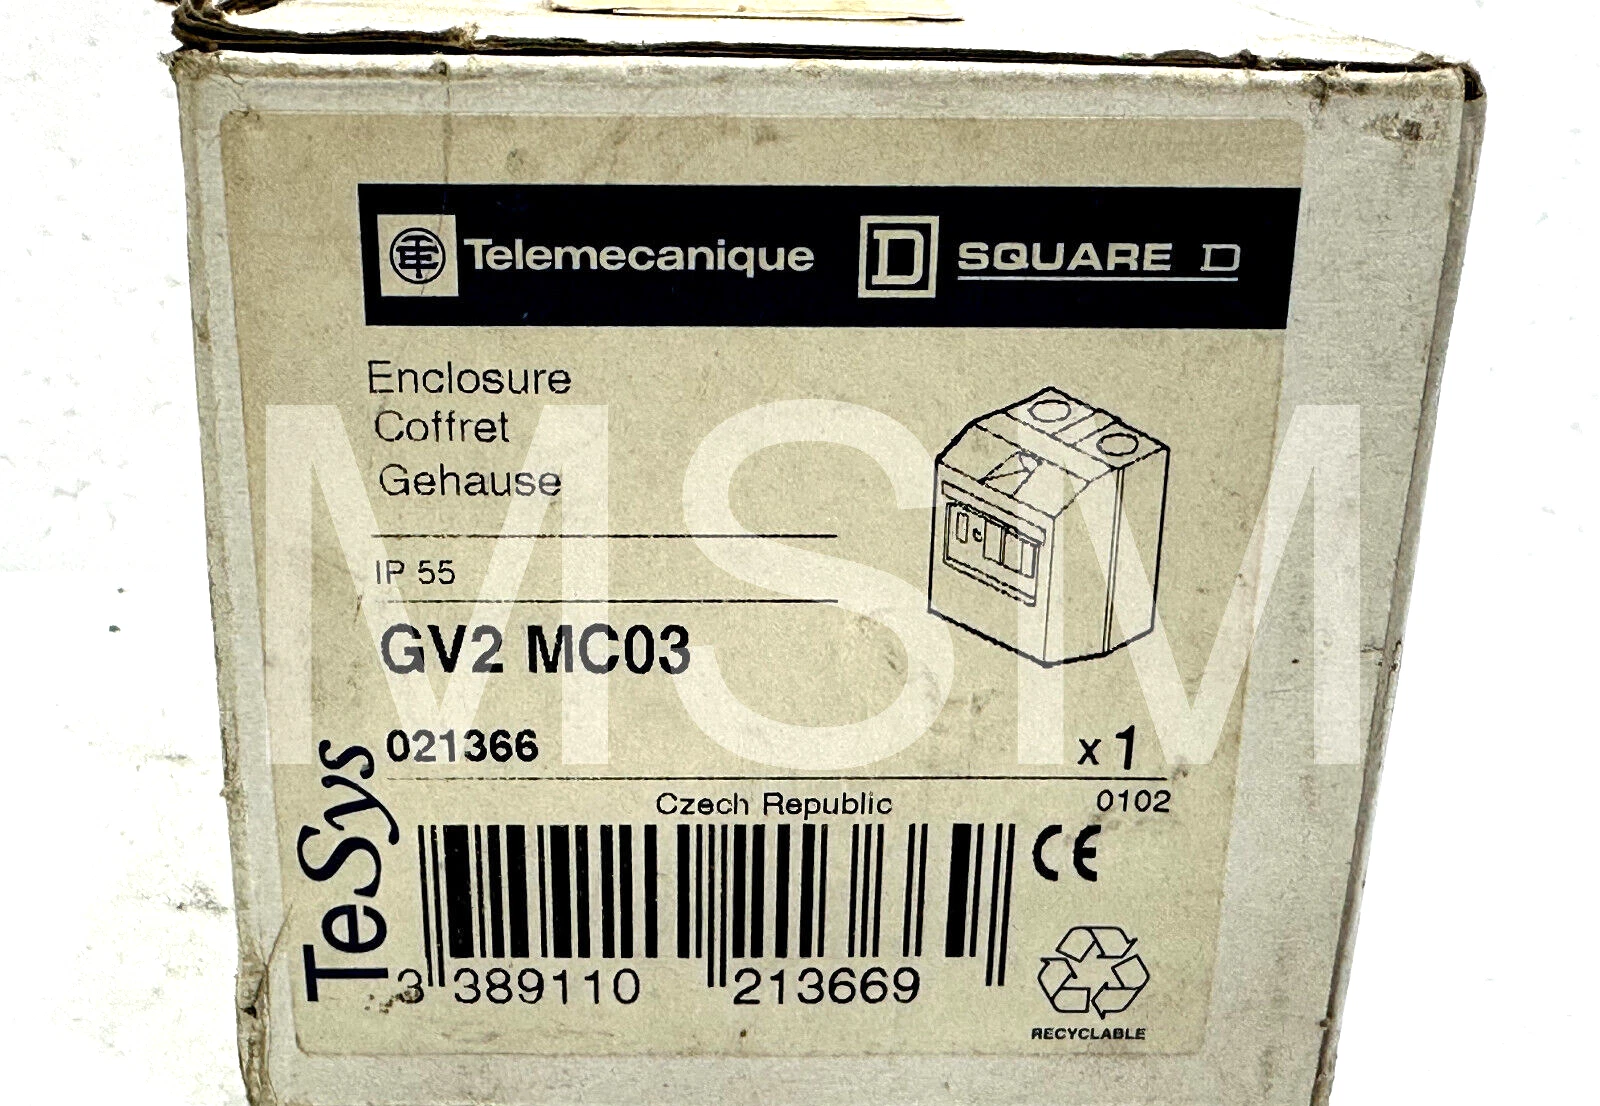 Telemecanique
D SQUARE D
Enclosure
Coffret
Gehause
IP 55
GV2 MC03
021366
x 1
Czech Republic
0102
TeSys
CE
3 389110 213669
RECYCLABLE
MSM